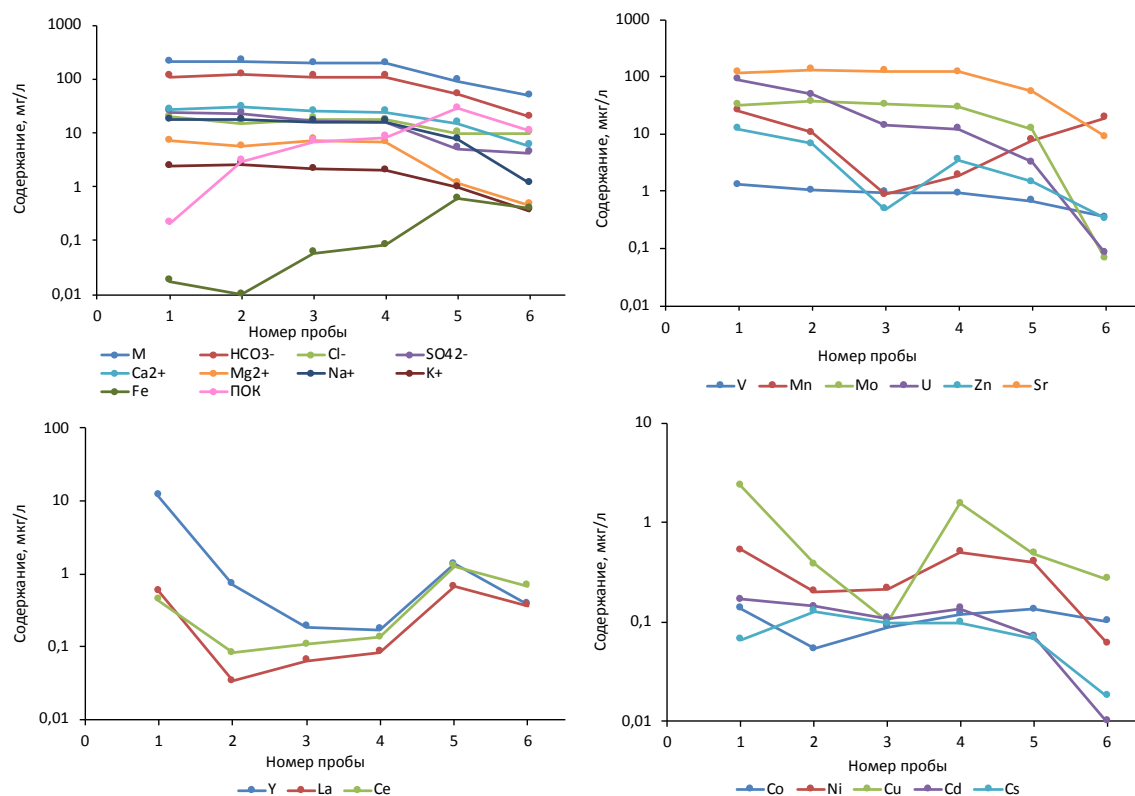 Содержание, мг/л
1000
100
10
1
0,1
0,01
0 1 2 3 4 5 6
Номер пробы
M HCO3- Cl- SO42-
Ca2+ Mg2+ Na+ K+
Fe ПОК
Содержание, мкг/л
1000
100
10
1
0,1
0,01
0 1 2 3 4 5 6
Номер пробы
V Mn Mo U Zn Sr
Содержание, мкг/л
100
10
1
0,1
0,01
0 1 2 3 4 5 6
Номер пробы
Y La Ce
Содержание, мкг/л
10
1
0,1
0,01
0 1 2 3 4 5 6
Номер пробы
Co Ni Cu Cd Cs